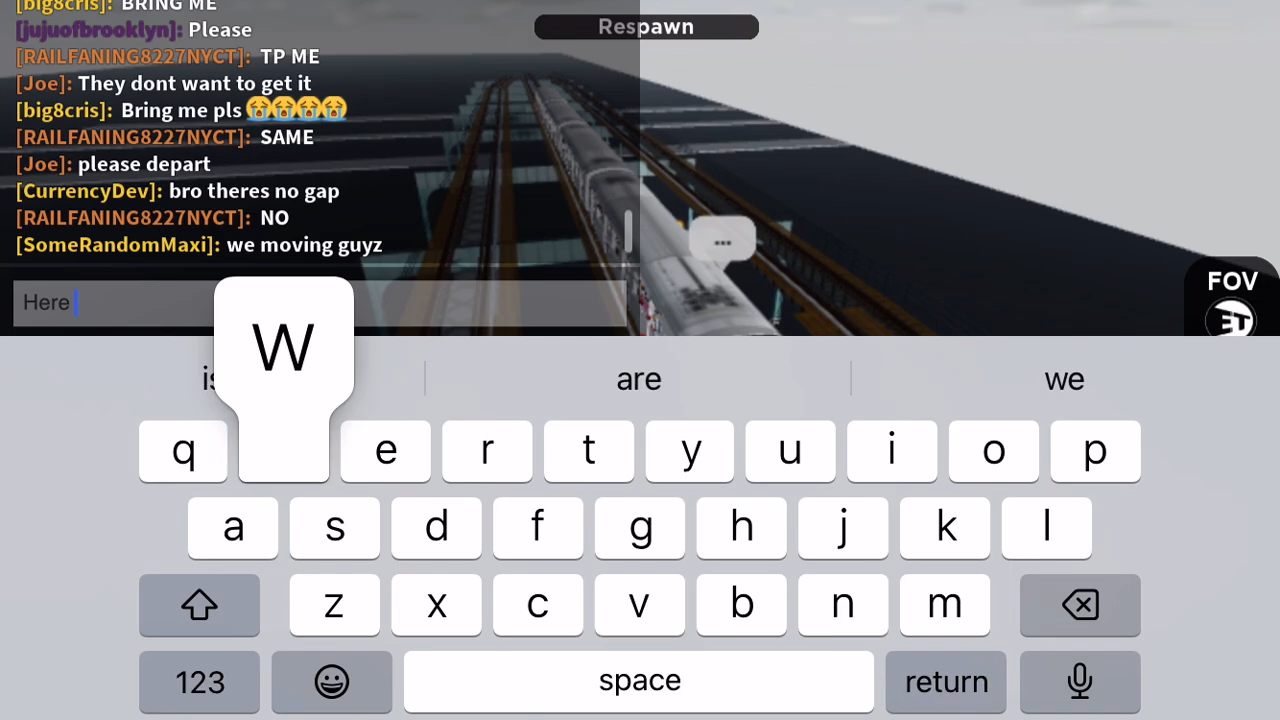 [big8cris]: BRING ME
[jujuofbrooklyn]: Please
[RAILFANING8227NYCT]: TP ME
[Joe]: They dont want to get it
[big8cris]: Bring me pls 😭😭😭😭
[RAILFANING8227NYCT]: SAME
[Joe]: please depart
[CurrencyDev]: bro theres no gap
[RAILFANING8227NYCT]: NO
[SomeRandomMaxi]: we moving guyz
Respawn
...
FOV
Here
W
is are we
q e r t y u i o p
a s d f g h j k l
z x c v b n m
123 space return